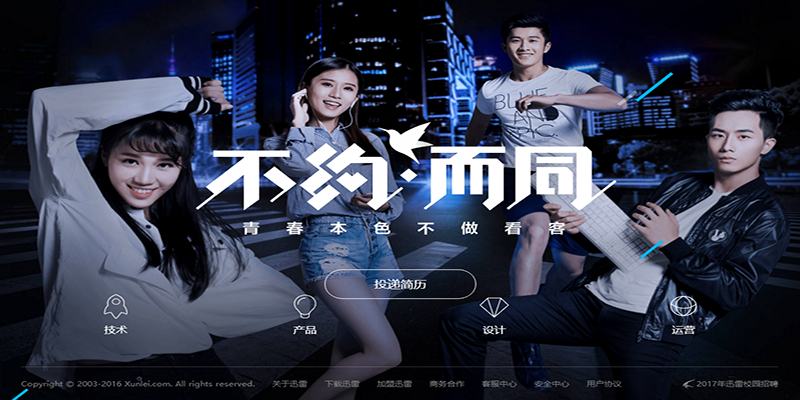 BLUE
AND
不约·而同
青春本色不做看客
投递简历
技术 产品 设计 运营
Copyright © 2003-2016 Xunlei.com. All rights reserved. 关于迅雷 下载迅雷 加盟迅雷 商务合作 客服中心 安全中心 用户协议 2017年迅雷校园招聘